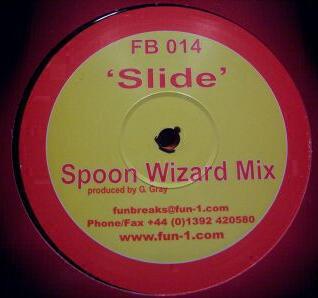 FB 014
'Slide'
Spoon Wizard Mix
produced by G. Gray
funbreaks@fun-1.com
Phone/Fax +44 (0)1392 420580
www.fun-1.com